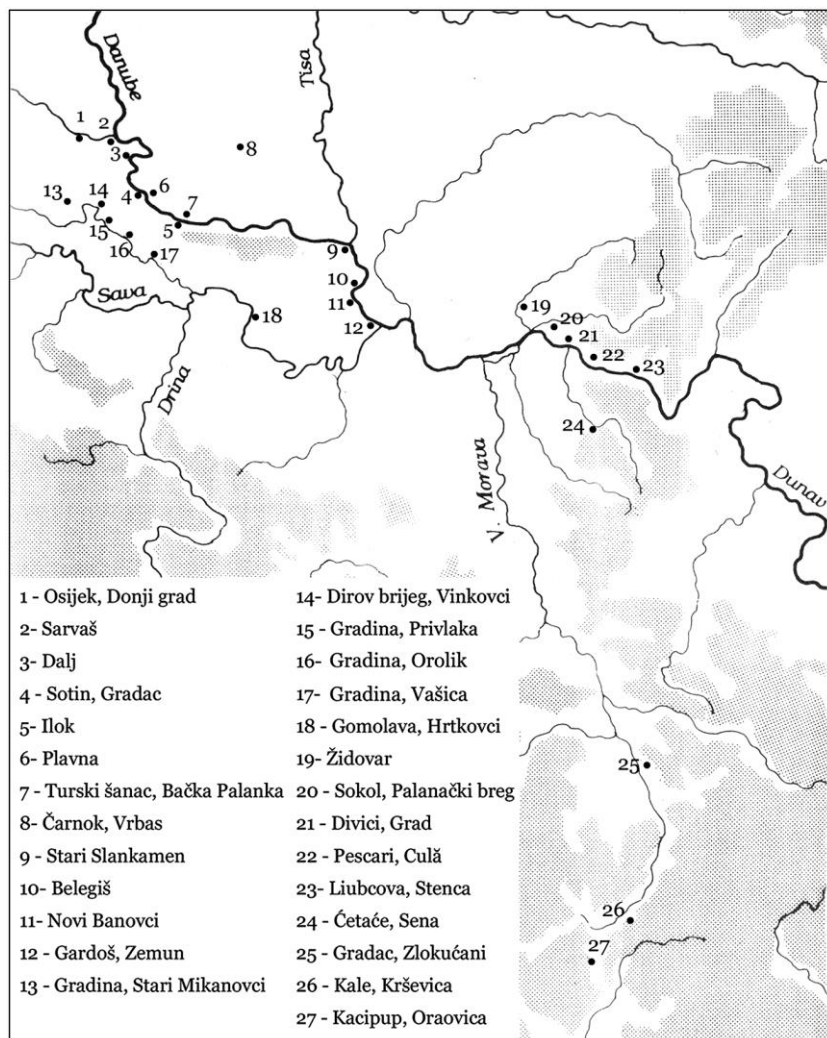 Danube
Tisa
1
2
3
8
4
6
13
14
7
15
5
16
17
9
10
Sava
11
18
12
19
20
21
22
23
Drina
24
V. Morava
Dunav
25
26
27
1 - Osijek, Donji grad
2- Sarvaš
3- Dalj
4 - Sotin, Gradac
5- Ilok
6- Plavna
7 - Turski šanac, Bačka Palanka
8- Čarnok, Vrbas
9 - Stari Slankamen
10- Belegiš
11- Novi Banovci
12 - Gardoš, Zemun
13 - Gradina, Stari Mikanovci
14- Dirov brijeg, Vinkovci
15 - Gradina, Privlaka
16- Gradina, Orolik
17- Gradina, Vašica
18 - Gomolava, Hrtkovci
19- Židovar
20 - Sokol, Palanački breg
21 - Divici, Grad
22 - Pescari, Culă
23- Liubcova, Stenca
24 - Ćetaće, Sena
25 - Gradac, Zlokućani
26 - Kale, Krševica
27 - Kacipup, Oraovica